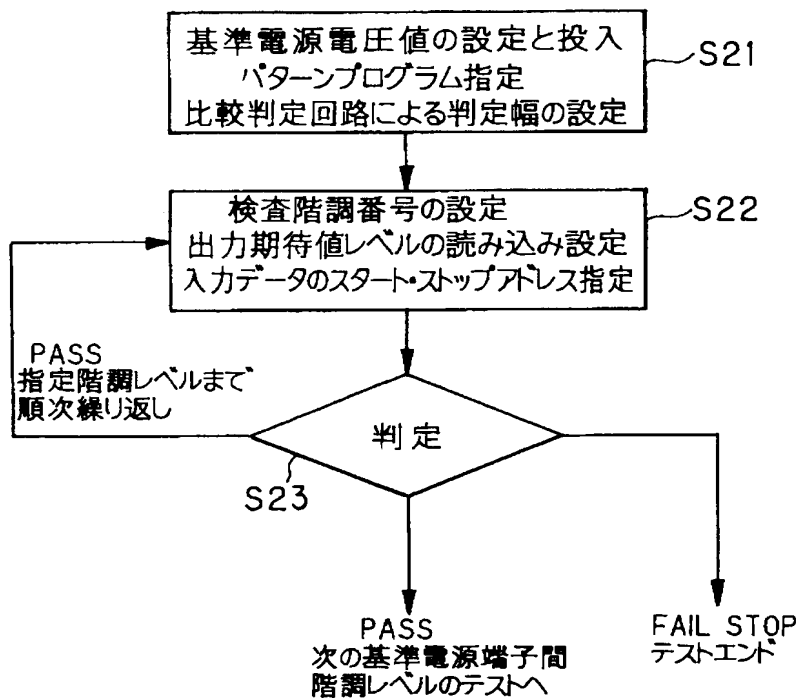 基準電源電圧値の設定と投入
パターンプログラム指定
比較判定回路による判定幅の設定
S21
検査階調番号の設定
出力期待値レベルの読み込み設定
入力データのスタート・ストップアドレス指定
S22
PASS
指定階調レベルまで
順次繰り返し
判定
S23
PASS
次の基準電源端子間
階調レベルのテストへ
FAIL STOP
テストエンド